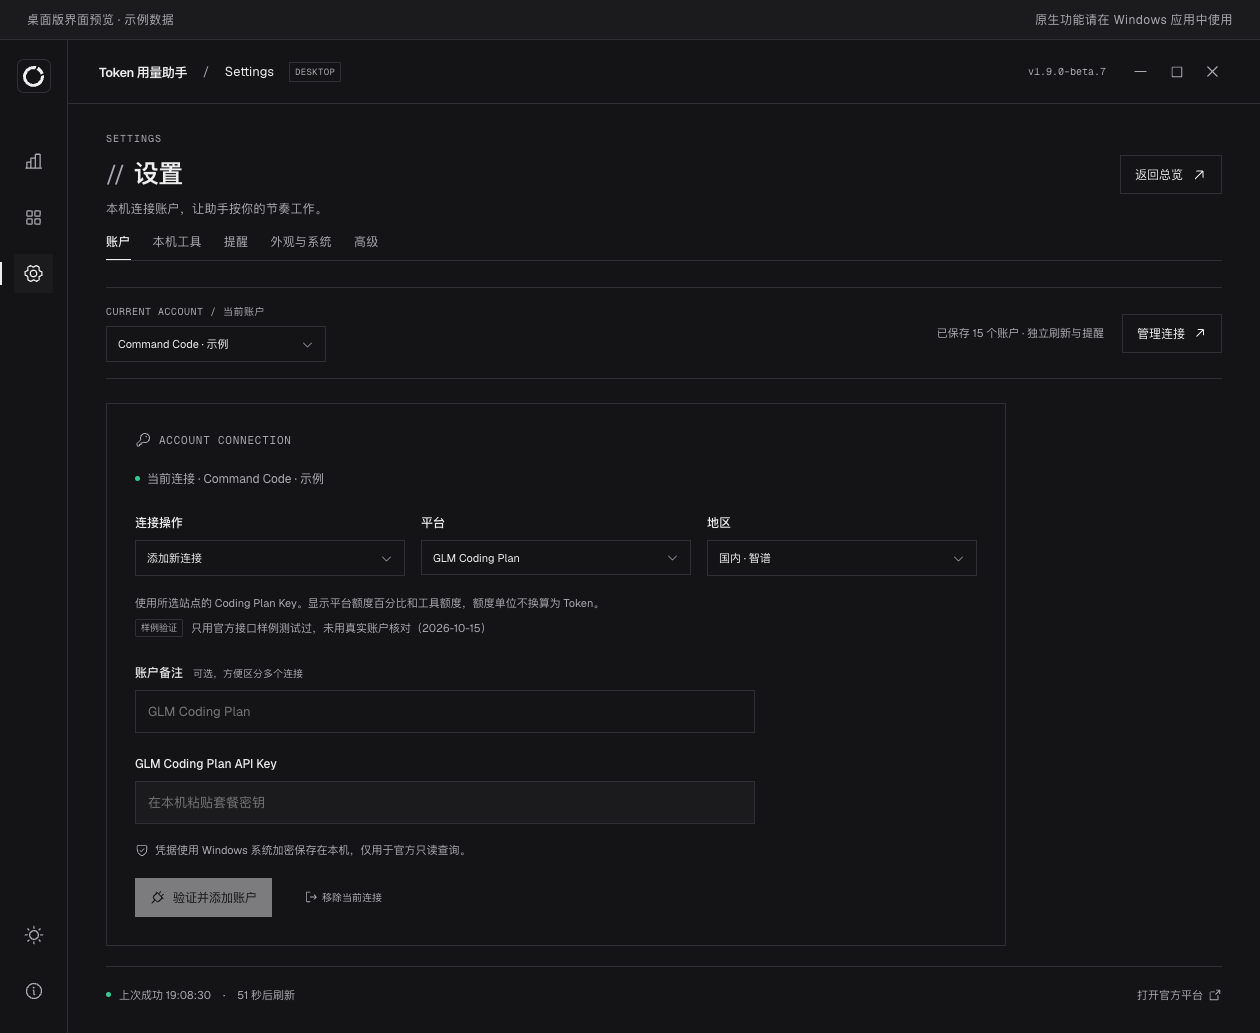 桌面版界面预览 · 示例数据
原生功能请在 Windows 应用中使用
Token 用量助手 / Settings DESKTOP
v1.9.0-beta.7
SETTINGS
// 设置
返回总览
本机连接账户，让助手按你的节奏工作。
账户 本机工具 提醒 外观与系统 高级
CURRENT ACCOUNT / 当前账户
Command Code · 示例
已保存 15 个账户 · 独立刷新与提醒
管理连接
ACCOUNT CONNECTION
当前连接 · Command Code · 示例
连接操作 平台 地区
添加新连接 GLM Coding Plan 国内 · 智谱
使用所选站点的 Coding Plan Key。显示平台额度百分比和工具额度，额度单位不换算为 Token。
样例验证 只用官方接口样例测试过，未用真实账户核对（2026-10-15）
账户备注 可选，方便区分多个连接
GLM Coding Plan
GLM Coding Plan API Key
在本机粘贴套餐密钥
凭据使用 Windows 系统加密保存在本机，仅用于官方只读查询。
验证并添加账户 移除当前连接
上次成功 19:08:30 · 51 秒后刷新
打开官方平台